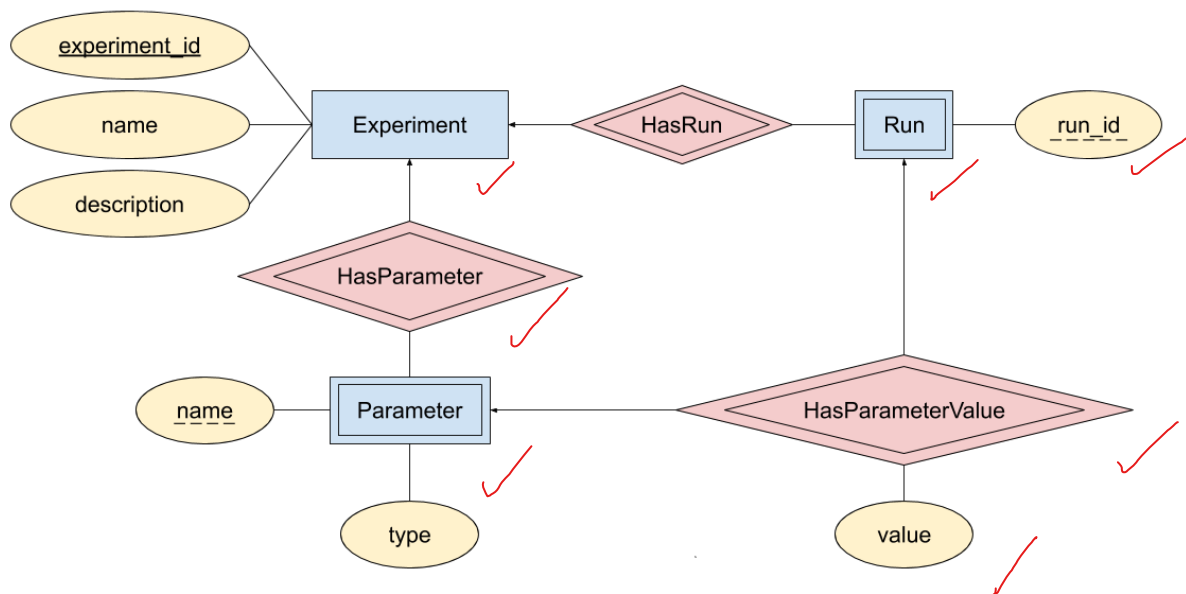 experiment_id
name
description
Experiment
HasRun
Run
run_id
HasParameter
name
Parameter
type
HasParameterValue
value